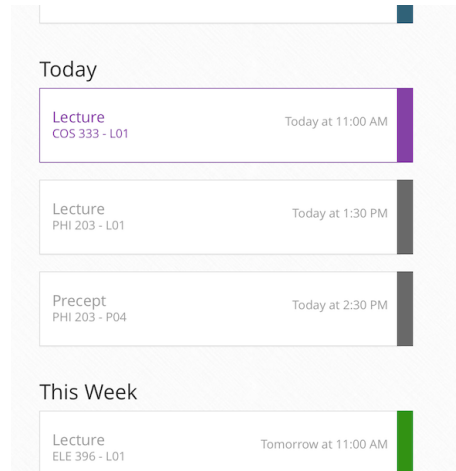 Today
Lecture
COS 333 - L01
Today at 11:00 AM
Lecture
PHI 203 - L01
Today at 1:30 PM
Precept
PHI 203 - P04
Today at 2:30 PM
This Week
Lecture
ELE 396 - L01
Tomorrow at 11:00 AM